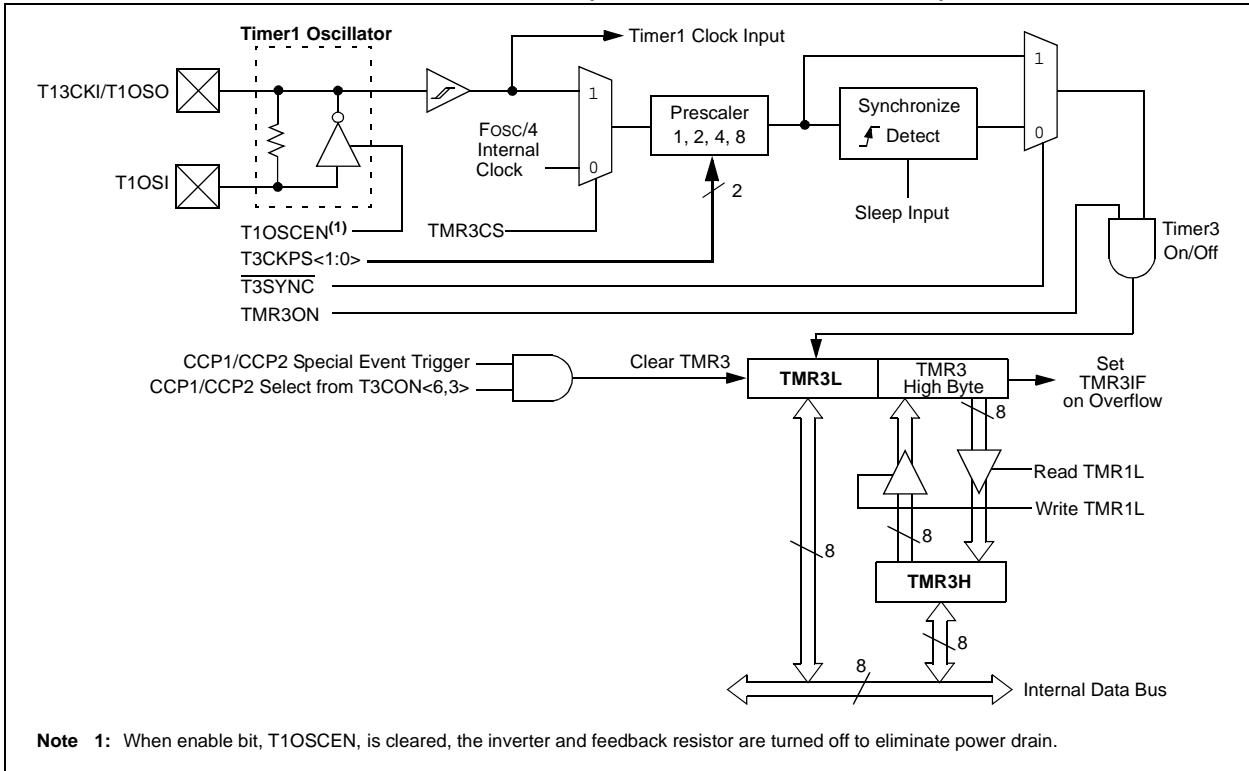 Timer1 Oscillator
Timer1 Clock Input
T13CKI/T1OSO
1
1
Prescaler
1, 2, 4, 8
Synchronize
Detect
FOSC/4
Internal
Clock
0
0
T1OSI
2
Sleep Input
T1OSCEN(1)
TMR3CS
Timer3
On/Off
T3CKPS<1:0>
T3SYNC
TMR3ON
CCP1/CCP2 Special Event Trigger
CCP1/CCP2 Select from T3CON<6,3>
Clear TMR3
TMR3L
TMR3
High Byte
Set
TMR3IF
on Overflow
8
Read TMR1L
Write TMR1L
8
8
TMR3H
8
8
Internal Data Bus
Note 1: When enable bit, T1OSCEN, is cleared, the inverter and feedback resistor are turned off to eliminate power drain.